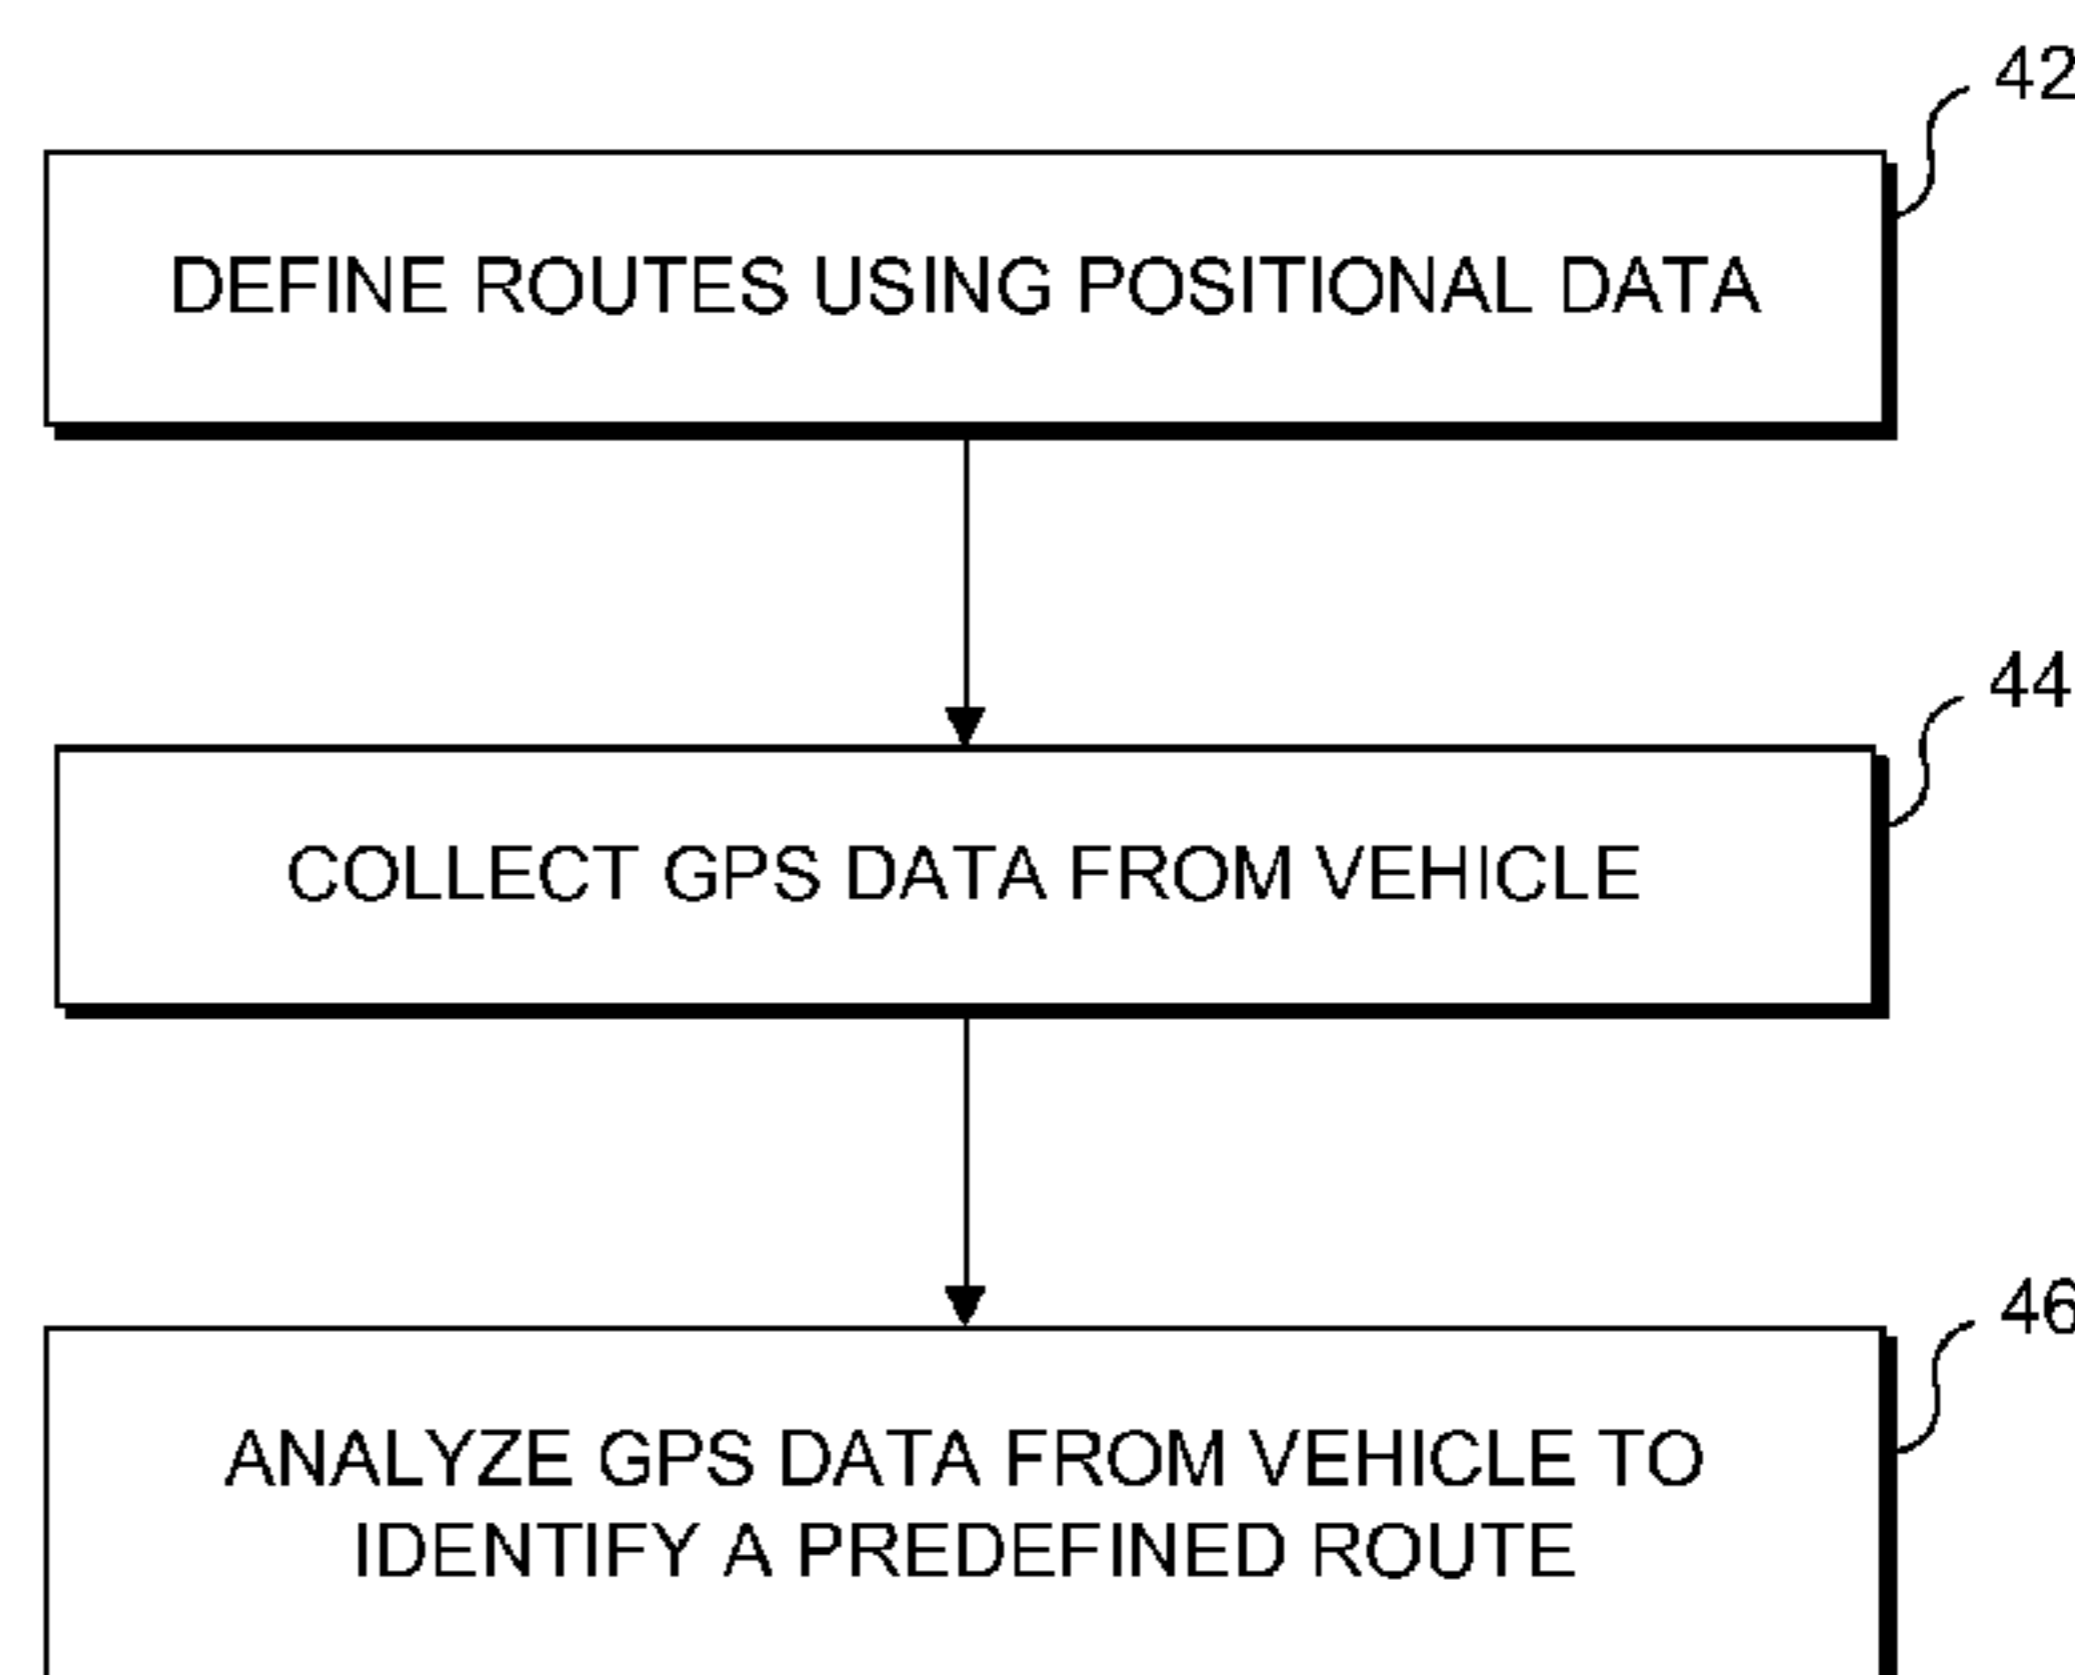 42
DEFINE ROUTES USING POSITIONAL DATA
44
COLLECT GPS DATA FROM VEHICLE
46
ANALYZE GPS DATA FROM VEHICLE TO
IDENTIFY A PREDEFINED ROUTE